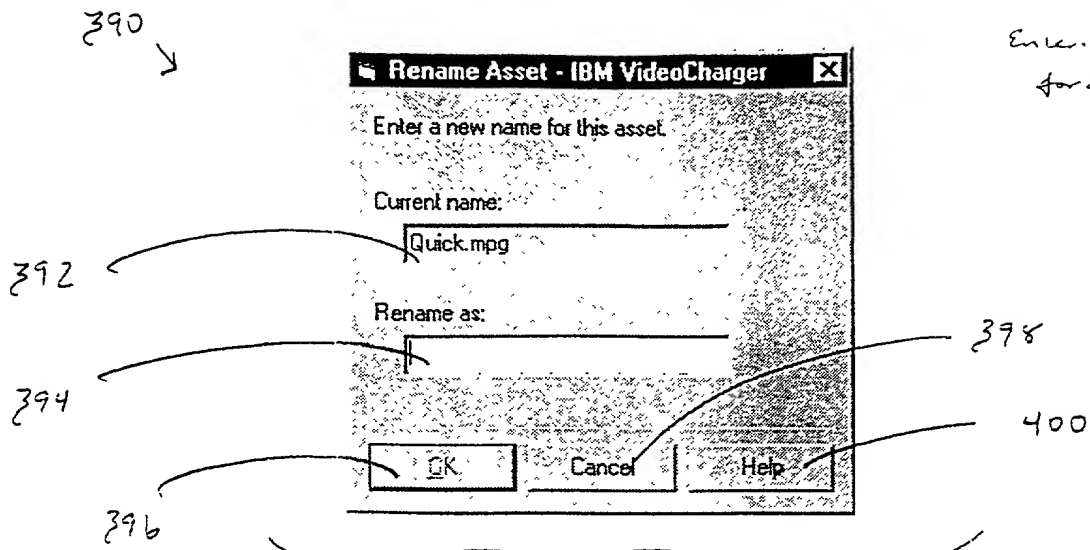 390
for
Rename Asset - IBM VideoCharger
Enter a new name for this asset.
Current name:
Quick.mpg
392
Rename as:
398
394
400
OK
Cancel
Help
396